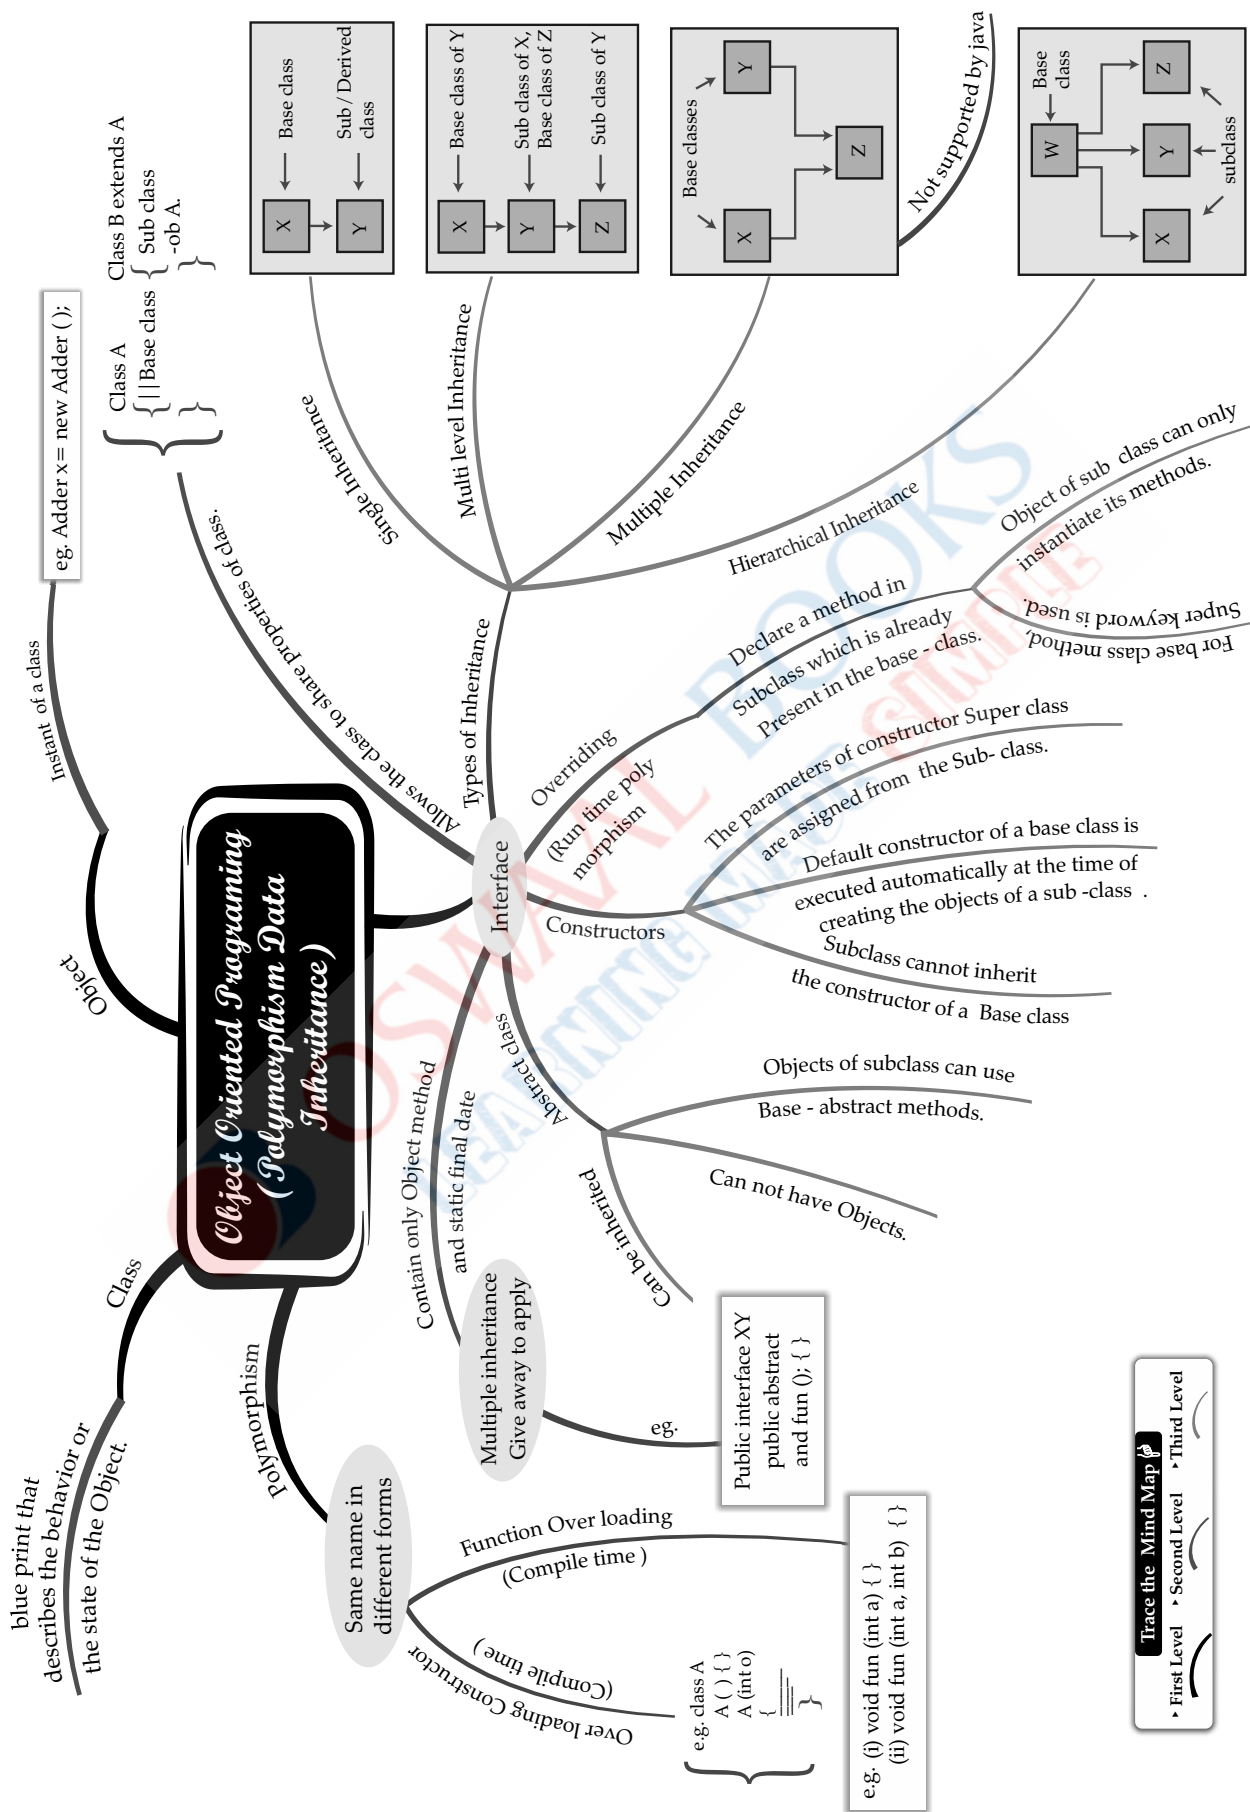 Object Oriented Programing
(Polymorphism Data
Inheritance)
Class
blue print that
describes the behavior or
the state of the Object.
Object
Instant of a class
eg. Adder x = new Adder ( );
Polymorphism
Same name in
different forms
Over loading Constructor
(Compile time )
e.g. class A
A ( ) { }
A (int o)
{
}
Function Over loading
(Compile time )
e.g. (i) void fun (int a) { }
(ii) void fun (int a, int b) { }
Interface
Allows the class to share properties of class.
Class A
{ ||Base class
}
Class B extends A
{ Sub class
-ob A.
}
Types of Inheritance
Single Inheritance
X
Base class
Y
Sub / Derived
class
Multi level Inheritance
X
Base class of Y
Y
Sub class of X,
Base class of Z
Z
Sub class of Y
Multiple Inheritance
X
Base classes
Y
Z
Not supported by java
Hierarchical Inheritance
W
Base
class
X
Y
Z
subclass
Overriding
(Run time poly
morphism
Declare a method in
Subclass which is already
Present in the base - class.
Object of sub class can only
instantiate its methods.
For base class method,
Super keyword is used.
Constructors
The parameters of constructor Super class
are assigned from the Sub- class.
Default constructor of a base class is
executed automatically at the time of
creating the objects of a sub -class .
Subclass cannot inherit
the constructor of a Base class
Abstract class
Objects of subclass can use
Base - abstract methods.
Can not have Objects.
Can be inherited
Contain only Object method
and static final date
Multiple inheritance
Give away to apply
eg.
Public interface XY
public abstract
and fun (); { }
Trace the Mind Map
First Level
Second Level
Third Level
OSWAAL BOOKS
LEARNING MADE SIMPLE